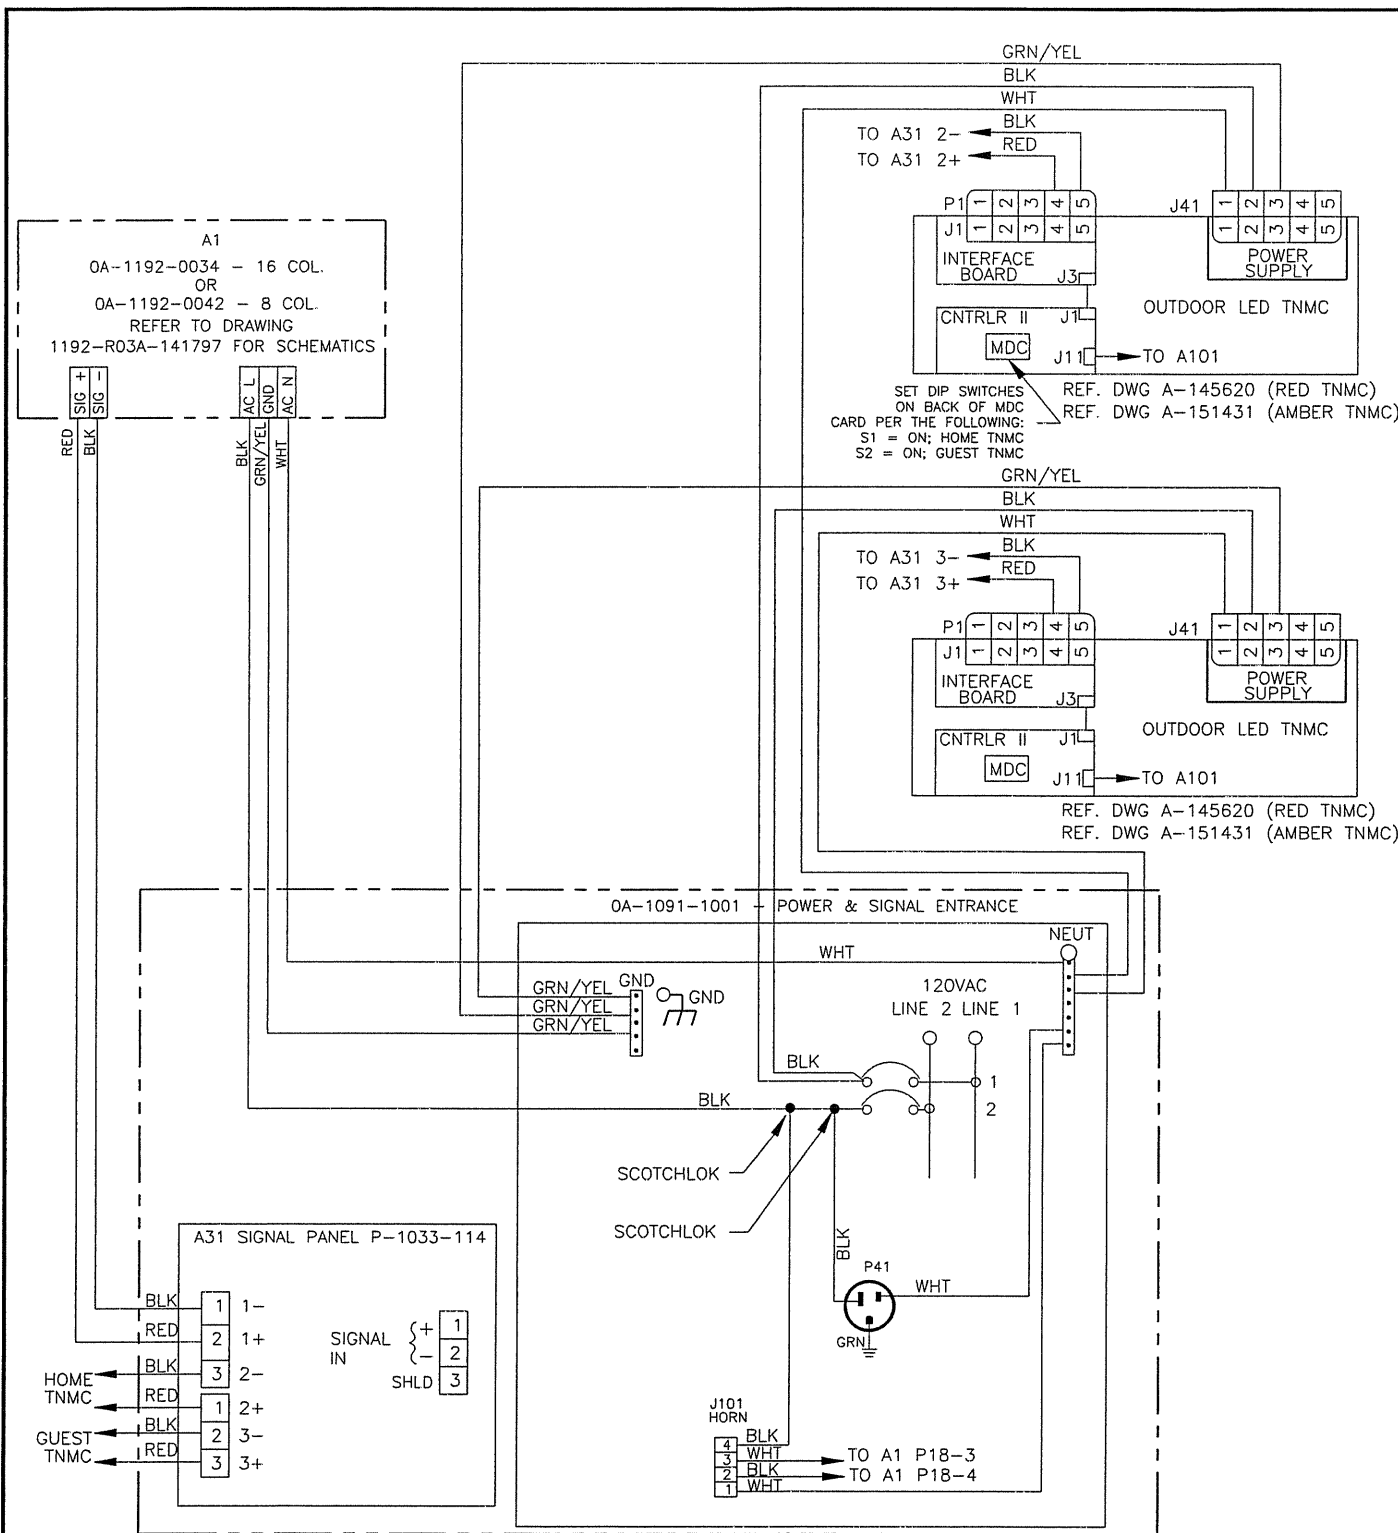 GRN/YEL
BLK
WHT
TO A31 2- BLK
TO A31 2+ RED
P1 1 2 3 4 5
J1 1 2 3 4 5
J41 1 2 3 4 5
1 2 3 4 5
INTERFACE
BOARD J3
POWER
SUPPLY
CNTRLR II J1
OUTDOOR LED TNMC
MDC J11 TO A101
SET DIP SWITCHES
ON BACK OF MDC
CARD PER THE FOLLOWING:
S1 = ON; HOME TNMC
S2 = ON; GUEST TNMC
REF. DWG A-145620 (RED TNMC)
REF. DWG A-151431 (AMBER TNMC)
A1
0A-1192-0034 - 16 COL.
OR
0A-1192-0042 - 8 COL.
REFER TO DRAWING
1192-R03A-141797 FOR SCHEMATICS
SIG +
SIG -
AC L
GND
AC N
RED
BLK
BLK
GRN/YEL
WHT
GRN/YEL
BLK
WHT
TO A31 3- BLK
TO A31 3+ RED
P1 1 2 3 4 5
J1 1 2 3 4 5
J41 1 2 3 4 5
1 2 3 4 5
INTERFACE
BOARD J3
POWER
SUPPLY
CNTRLR II J1
OUTDOOR LED TNMC
MDC J11 TO A101
REF. DWG A-145620 (RED TNMC)
REF. DWG A-151431 (AMBER TNMC)
0A-1091-1001 - POWER & SIGNAL ENTRANCE
WHT
NEUT
GRN/YEL GND
GRN/YEL GND
GRN/YEL
120VAC
LINE 2 LINE 1
BLK
1
BLK
2
SCOTCHLOK
SCOTCHLOK
BLK
P41
WHT
GRN
A31 SIGNAL PANEL P-1033-114
BLK 1 1-
RED 2 1+
BLK 3 2-
RED 1 2+
BLK 2 3-
RED 3 3+
HOME
TNMC
GUEST
TNMC
SIGNAL
IN
+ 1
- 2
SHLD 3
J101
HORN
4 BLK
3 WHT TO A1 P18-3
2 BLK TO A1 P18-4
1 WHT